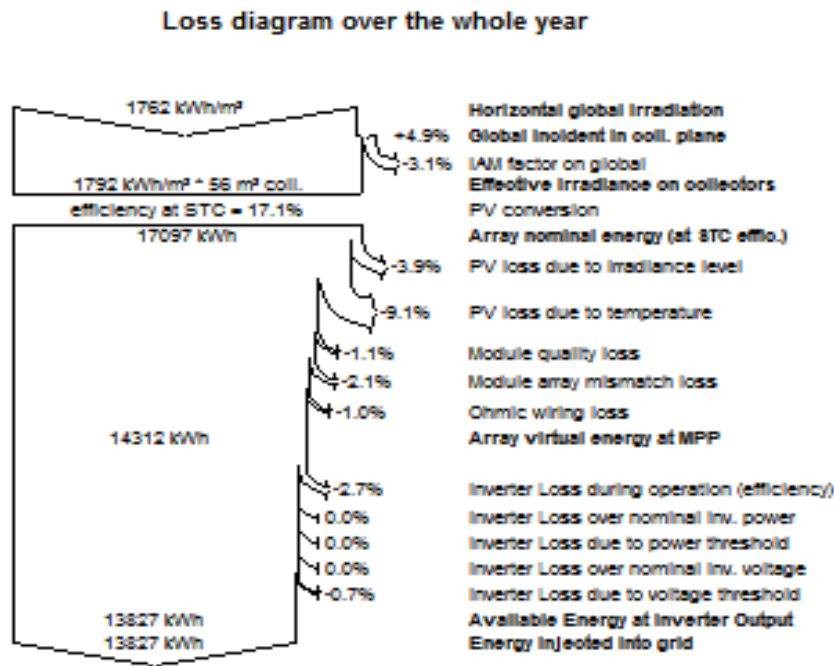 Loss diagram over the whole year
1762 kWh/m² Horizontal global irradiation
+4.9% Global incident in coll. plane
-3.1% IAM factor on global
1792 kWh/m² * 56 m² coll. Effective irradiance on collectors
efficiency at STC = 17.1% PV conversion
17097 kWh Array nominal energy (at STC effic.)
-3.9% PV loss due to irradiance level
-9.1% PV loss due to temperature
-1.1% Module quality loss
-2.1% Module array mismatch loss
-1.0% Ohmic wiring loss
14312 kWh Array virtual energy at MPP
-2.7% Inverter Loss during operation (efficiency)
0.0% Inverter Loss over nominal inv. power
0.0% Inverter Loss due to power threshold
0.0% Inverter Loss over nominal inv. voltage
-0.7% Inverter Loss due to voltage threshold
13827 kWh Available Energy at Inverter Output
13827 kWh Energy injected into grid